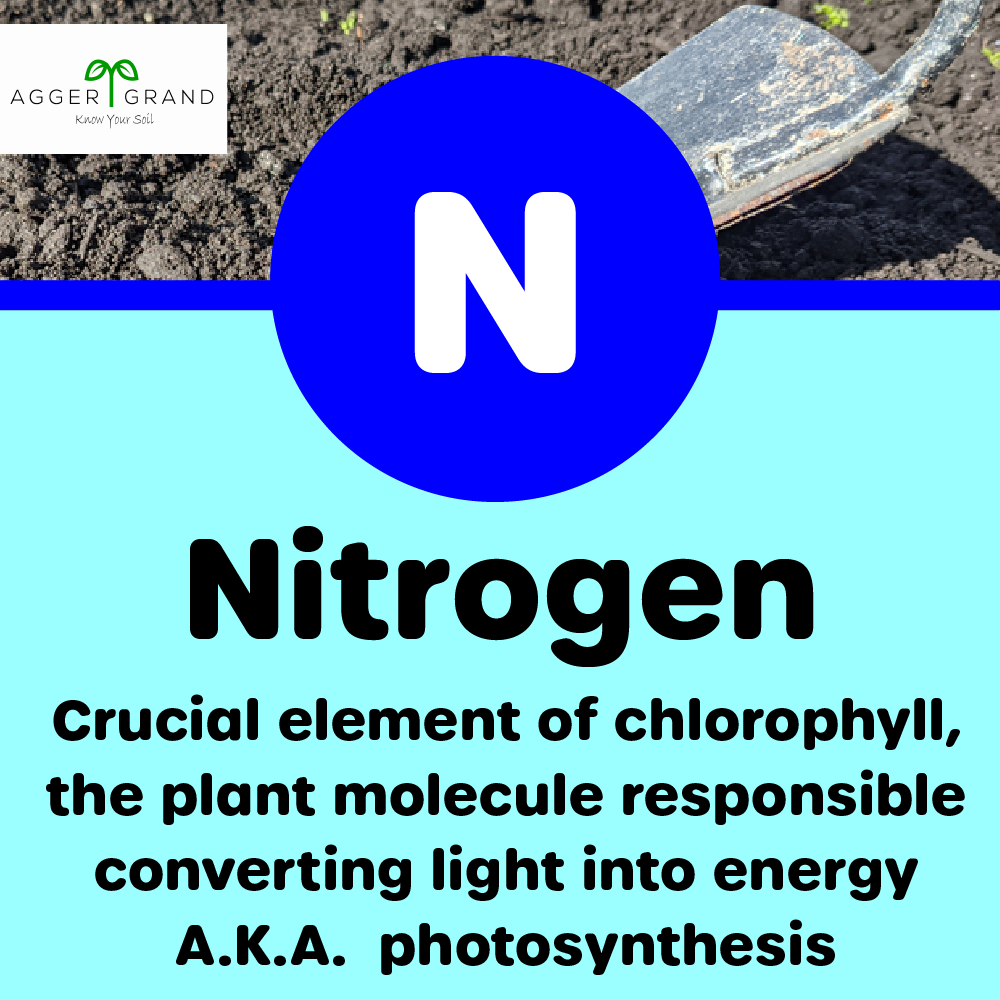 AGGER GRAND
Know Your Soil
N
Nitrogen
Crucial element of chlorophyll,
the plant molecule responsible
converting light into energy
A.K.A. photosynthesis